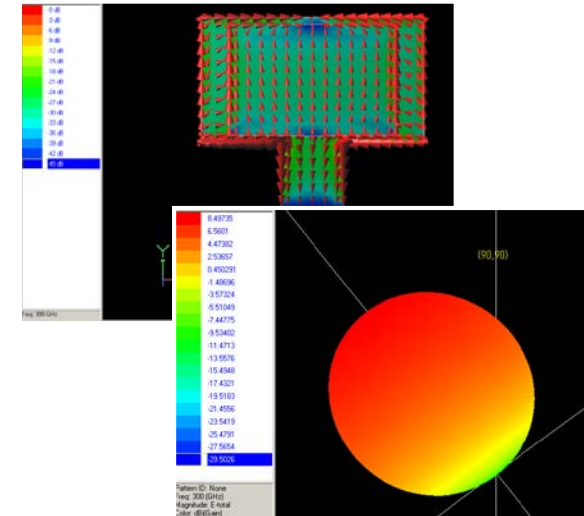 -0 dB
-3 dB
-6 dB
-9 dB
-12 dB
-15 dB
-18 dB
-21 dB
-24 dB
-27 dB
-30 dB
-33 dB
-36 dB
-39 dB
-42 dB
-45 dB
Y
Freq: 300 GHz
8.49735
6.5601
4.47382
2.53657
0.450291
-1.48696
-3.57324
-5.51049
-7.44775
-9.53402
-11.4713
-13.5576
-15.4948
-17.4321
-19.5183
-21.4556
-23.5419
-25.4791
-27.5654
-29.5026
(90,90)
Pattern ID: None
Freq: 300 (GHz)
Magnitude: E-total
Color: dB(Gain)